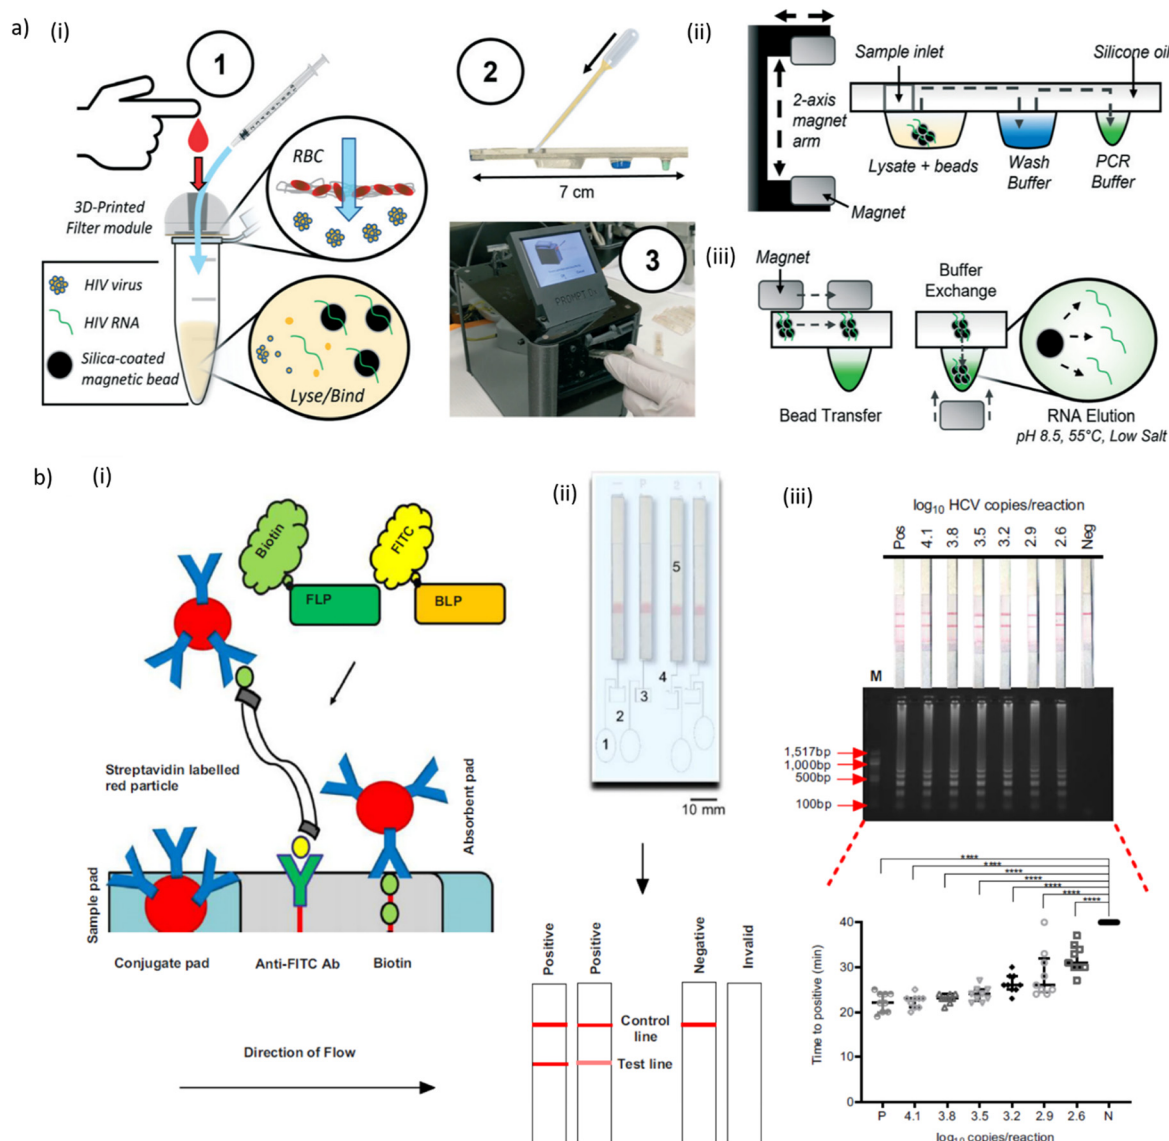 a)
(i)
1
3D-Printed
Filter module
RBC
HIV virus
HIV RNA
Silica-coated
magnetic bead
Lyse/Bind
2
7 cm
3
(ii)
2-axis
magnet
arm
Magnet
Sample inlet
Silicone oil
Lysate + beads
Wash
Buffer
PCR
Buffer
(iii)
Magnet
Bead Transfer
Buffer
Exchange
RNA Elution
pH 8.5, 55°C, Low Salt
b)
(i)
Biotin
FLP
FITC
BLP
Streptavidin labelled
red particle
Sample pad
Absorbent pad
Conjugate pad
Anti-FITC Ab
Biotin
Direction of Flow
(ii)
P
2
1
5
4
3
2
1
10 mm
Positive
Positive
Negative
Invalid
Control
line
Test line
(iii)
log10 HCV copies/reaction
Pos
4.1
3.8
3.5
3.2
2.9
2.6
Neg
M
1,517bp
1,000bp
500bp
100bp
****
****
****
****
****
****
****
Time to positive (min)
40
30
20
40
0
P 4.1 3.8 3.5 3.2 2.9 2.6 N
log10 copies/reaction